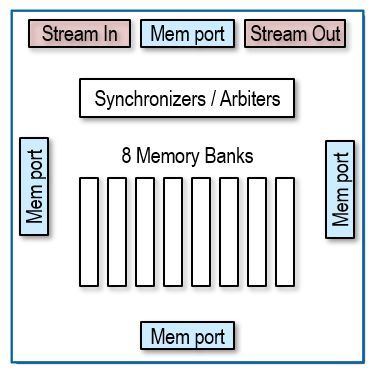 Stream In
Mem port
Stream Out
Synchronizers / Arbiters
8 Memory Banks
Mem port
Mem port
Mem port